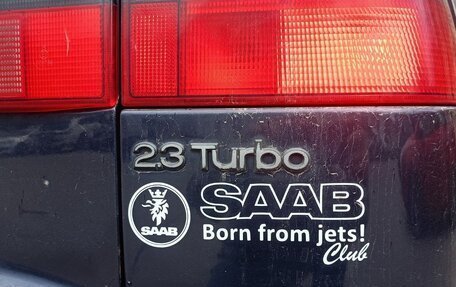 2.3 Turbo
SAAB
SAAB
Born from jets!
Club